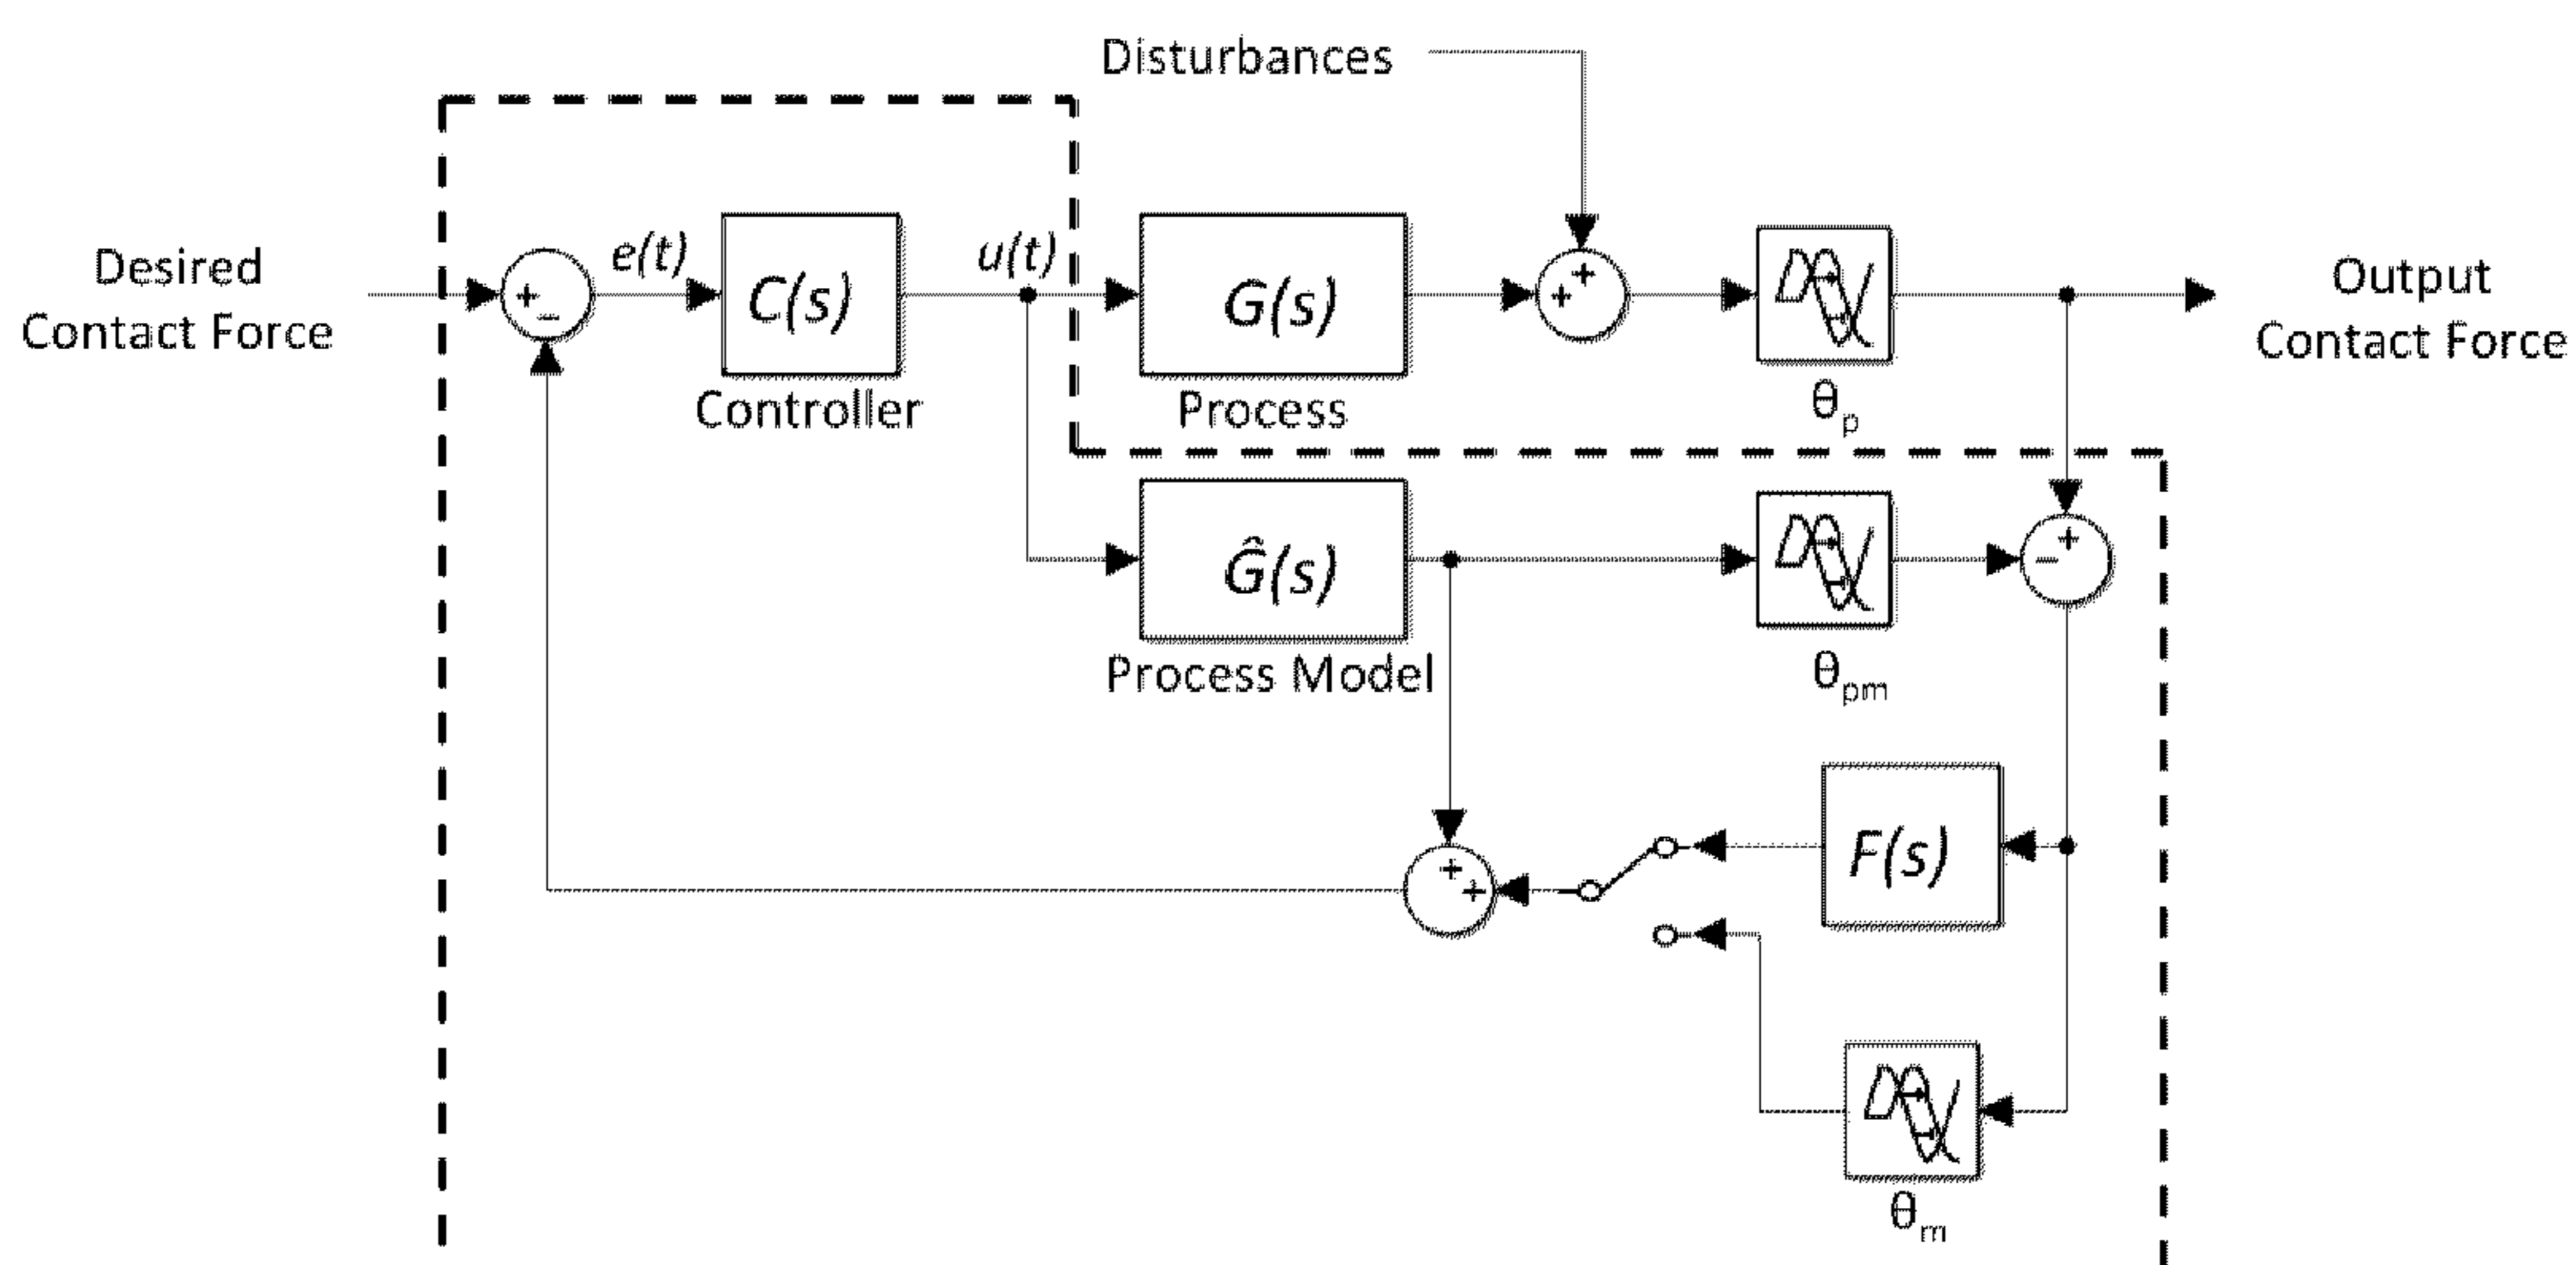 Disturbances
Desired
Contact Force
e(t)
C(s)
Controller
u(t)
G(s)
Process
θp
Output
Contact Force
Ĝ(s)
Process Model
θpm
F(s)
θm